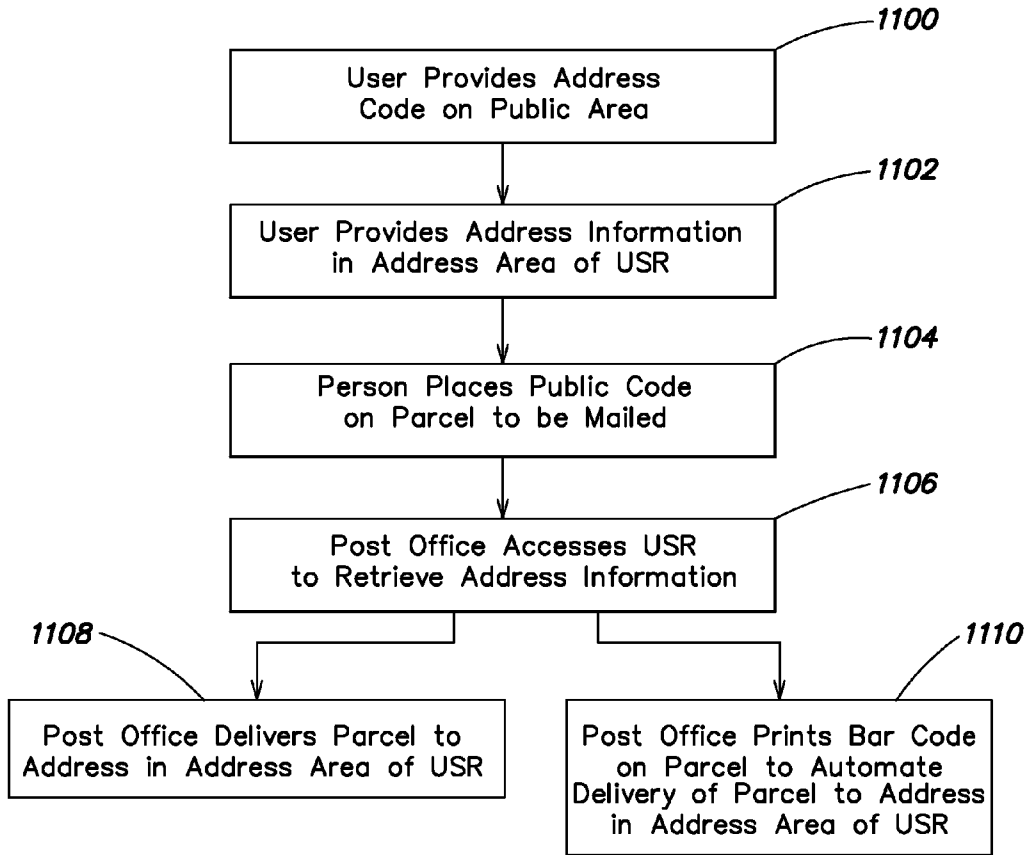 1100
User Provides Address
Code on Public Area
1102
User Provides Address Information
in Address Area of USR
1104
Person Places Public Code
on Parcel to be Mailed
1106
Post Office Accesses USR
to Retrieve Address Information
1108
Post Office Delivers Parcel to
Address in Address Area of USR
1110
Post Office Prints Bar Code
on Parcel to Automate
Delivery of Parcel to Address
in Address Area of USR